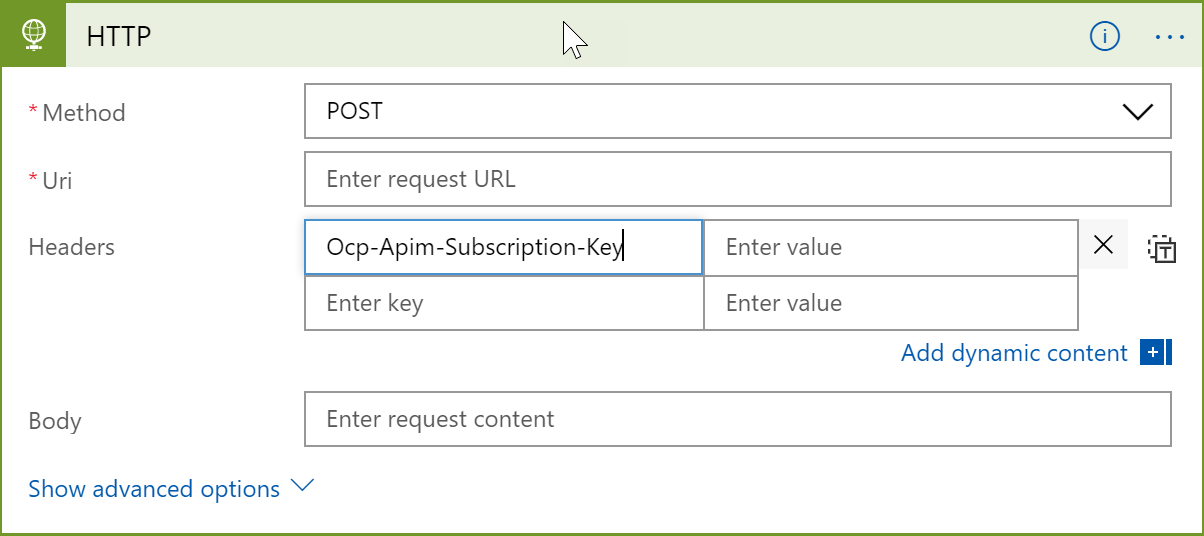 HTTP
* Method
POST
* Uri
Enter request URL
Headers
Ocp-Apim-Subscription-Key
Enter value
Enter key
Enter value
Add dynamic content
Body
Enter request content
Show advanced options